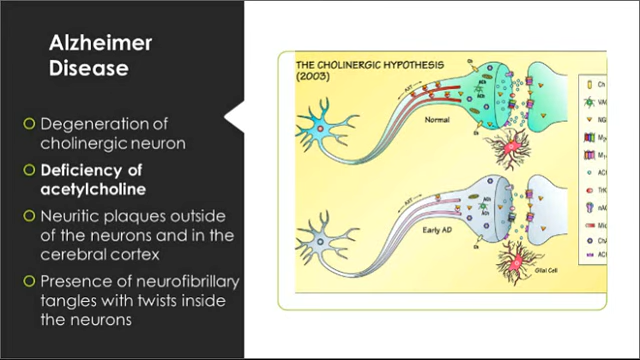 Alzheimer
Disease
Degeneration of
cholinergic neuron
Deficiency of
acetylcholine
Neuritic plaques outside
of the neurons and in the
cerebral cortex
Presence of neurofibrillary
tangles with twists inside
the neurons
THE CHOLINERGIC HYPOTHESIS
(2003)
Normal
Early AD
Glial Cell
Ch